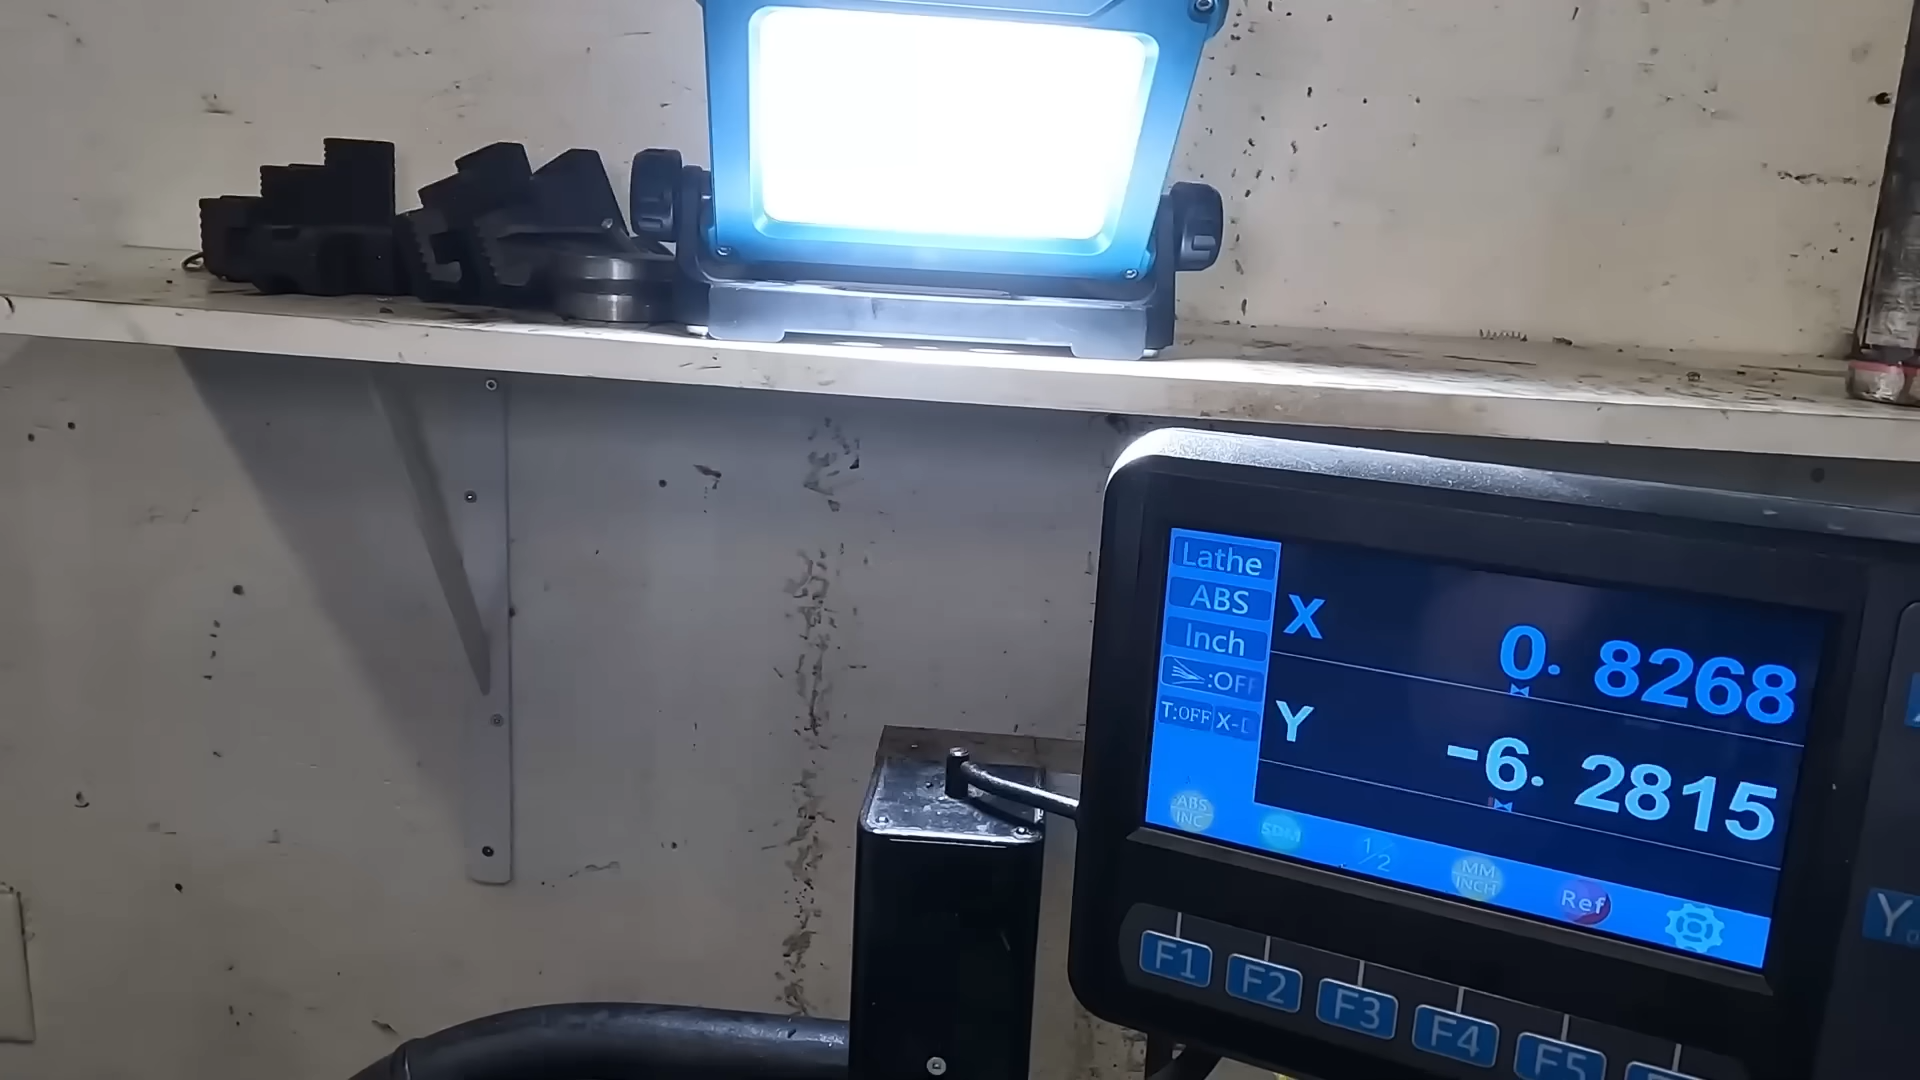 Lathe
ABS
Inch
:OFF
T:OFF X-D
X 0. 8268
Y -6. 2815
ABS
INC
SDM
1/2
MM
INCH
Ref
F1 F2 F3 F4 F5
Y